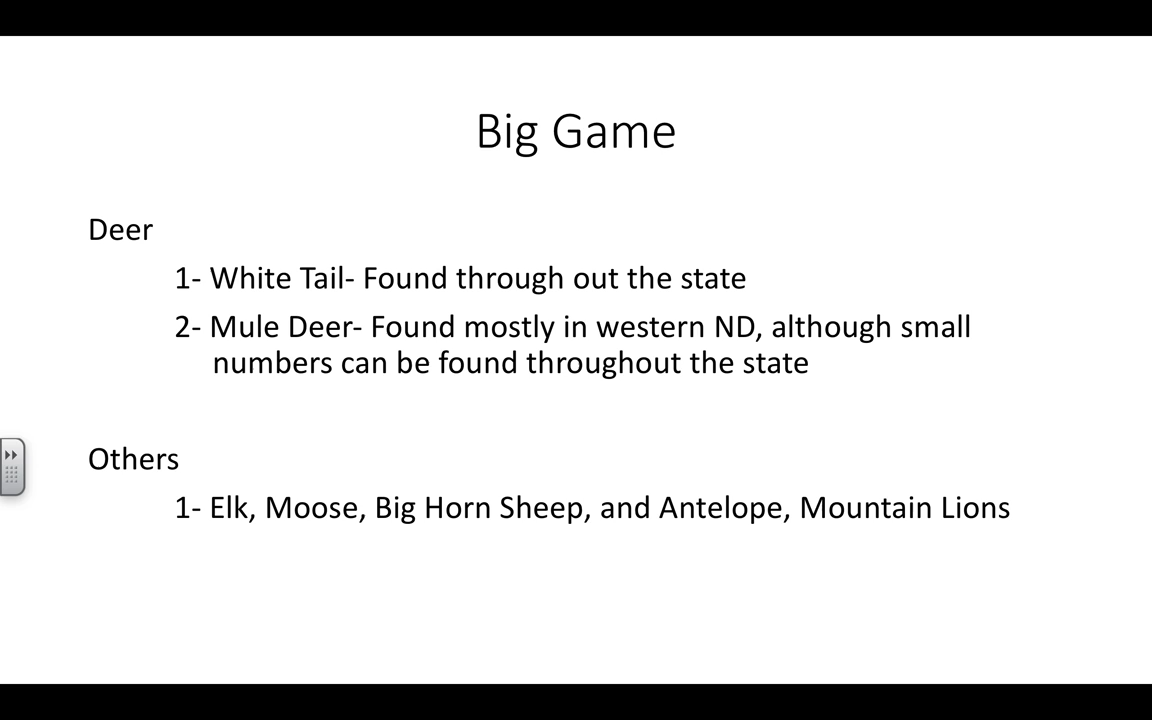 Big Game
Deer
1- White Tail- Found through out the state
2- Mule Deer- Found mostly in western ND, although small
numbers can be found throughout the state
Others
1- Elk, Moose, Big Horn Sheep, and Antelope, Mountain Lions